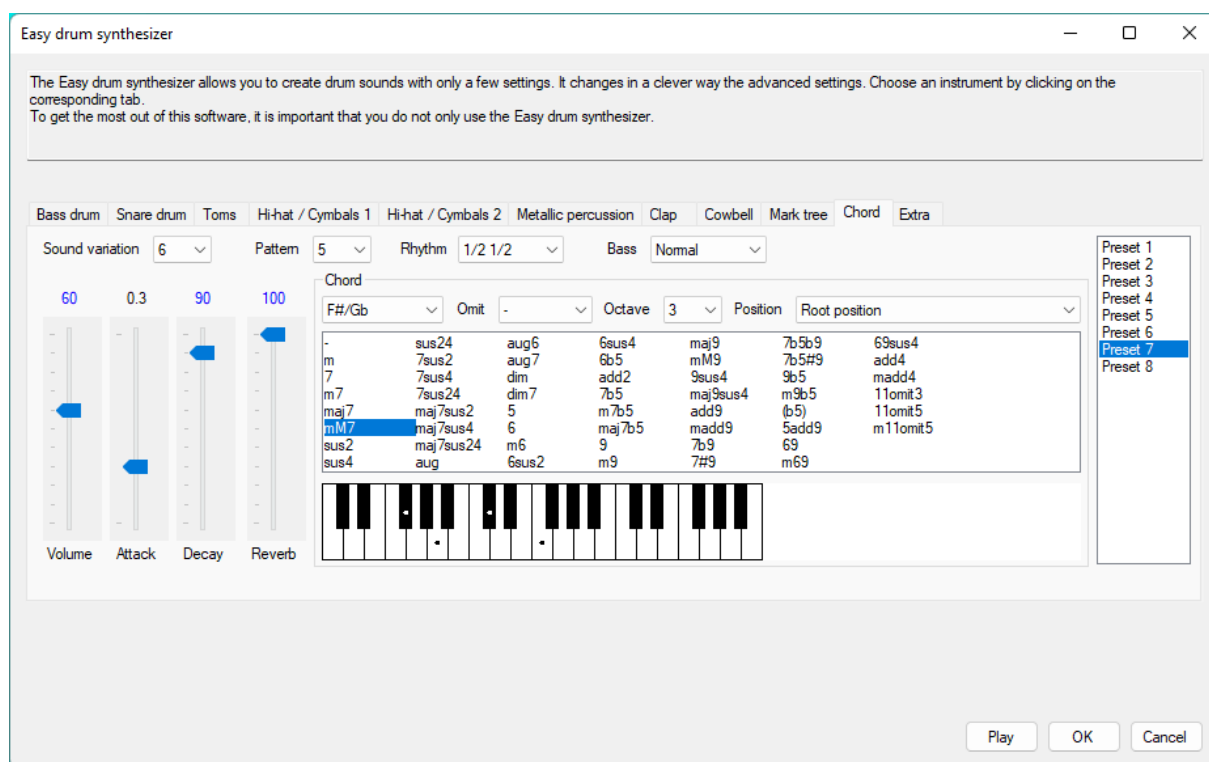 Easy drum synthesizer
The Easy drum synthesizer allows you to create drum sounds with only a few settings. It changes in a clever way the advanced settings. Choose an instrument by clicking on the
corresponding tab.
To get the most out of this software, it is important that you do not only use the Easy drum synthesizer.
Bass drum Snare drum Toms Hi-hat / Cymbals 1 Hi-hat / Cymbals 2 Metallic percussion Clap Cowbell Mark tree Chord Extra
Sound variation 6 Pattern 5 Rhythm 1/2 1/2 Bass Normal
Chord
60 0.3 90 100
F#/Gb Omit - Octave 3 Position Root position
- sus24 aug6 6sus4 maj9 7b5b9 69sus4
m 7sus2 aug7 6b5 mM9 7b5#9 add4
7 7sus4 dim add2 9sus4 9b5 madd4
m7 7sus24 dim7 7b5 maj9sus4 m9b5 11omit3
maj7 maj7sus2 5 m7b5 add9 (b5) 11omit5
mM7 maj7sus4 6 maj7b5 madd9 5add9 m11omit5
sus2 maj7sus24 m6 9 7b9 69
sus4 aug 6sus2 m9 7#9 m69
Volume Attack Decay Reverb
Preset 1
Preset 2
Preset 3
Preset 4
Preset 5
Preset 6
Preset 7
Preset 8
Play OK Cancel